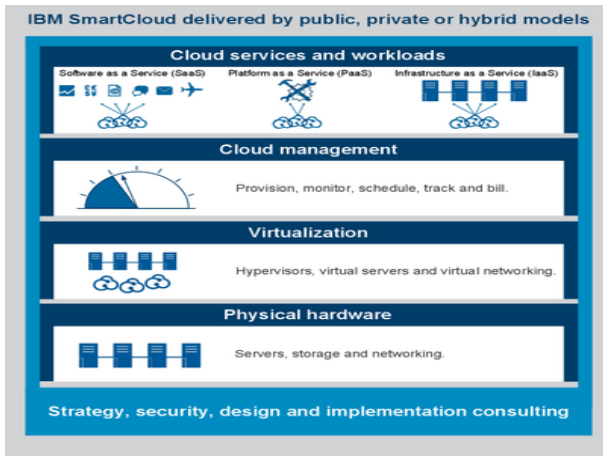 IBM SmartCloud delivered by public, private or hybrid models
Cloud services and workloads
Software as a Service (SaaS)
Platform as a Service (PaaS)
Infrastructure as a Service (IaaS)
Cloud management
Provision, monitor, schedule, track and bill.
Virtualization
Hypervisors, virtual servers and virtual networking.
Physical hardware
Servers, storage and networking.
Strategy, security, design and implementation consulting